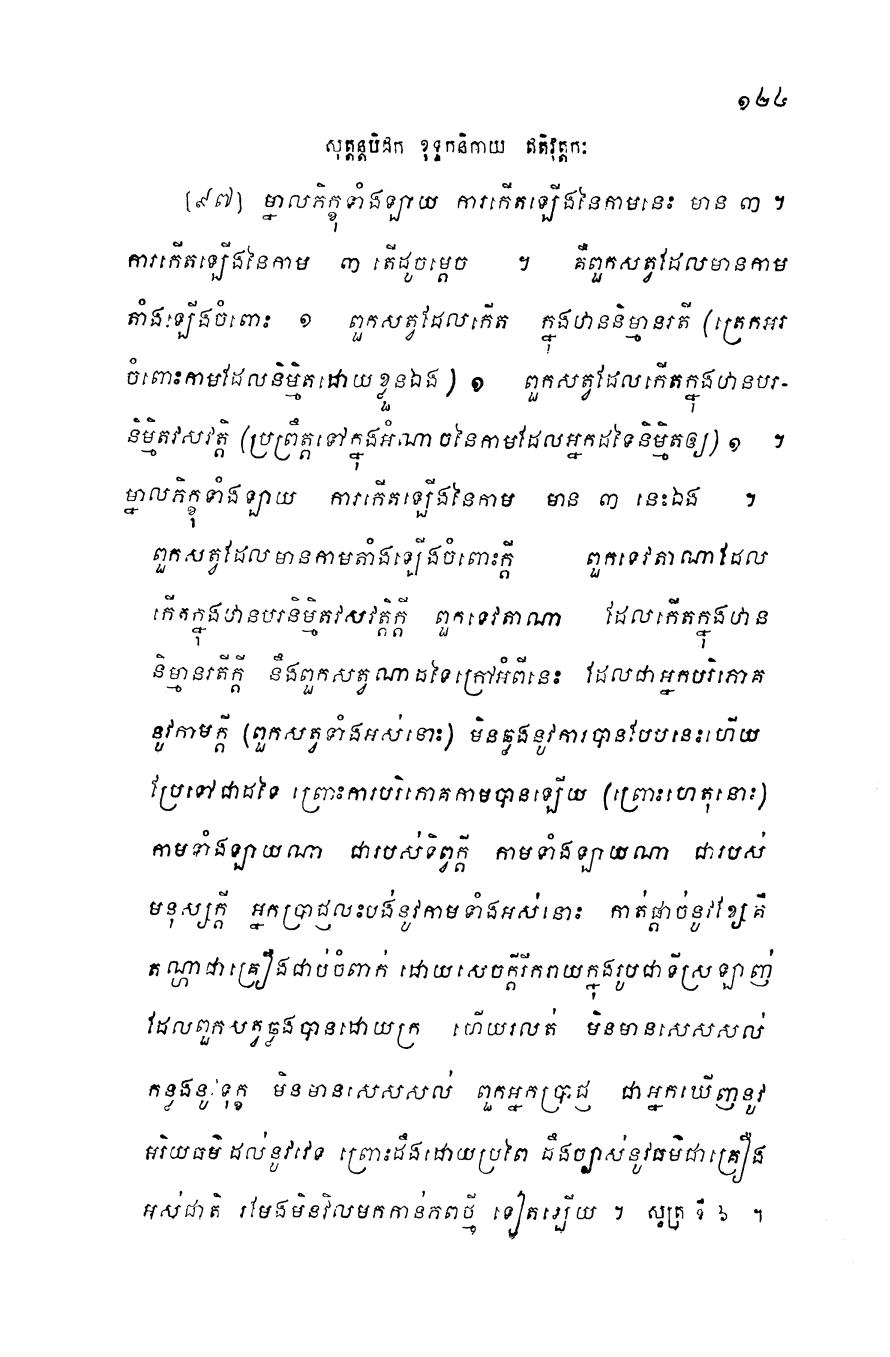 ១២៤
សុត្តន្តបិដក ខុទ្ទកនិកាយ ឥតិវុត្តកៈ
[៩៧] ម្នាលភិក្ខុទាំងឡាយ ការកើតឡើងនៃកាមនេះ មាន ៣ ។
ការកើតឡើងនៃកាម ៣ តើដូចម្តេច ។ គឺពួកសត្វដែលមានកាម
តាំងឡើងចំពោះ ១ ពួកសត្វដែលកើត ក្នុងឋាននិម្មានរតី (ត្រេកអរ
ចំពោះកាមដែលនិម្មិតដោយខ្លួនឯង) ១ ពួកសត្វដែលកើតក្នុងឋានបរ-
និម្មិតវសវត្តិ (ប្រព្រឹត្តទៅក្នុងអំណាចនៃកាមដែលអ្នកដទៃនិម្មិតឲ្យ) ១ ។
ម្នាលភិក្ខុទាំងឡាយ ការកើតឡើងនៃកាម មាន ៣ នេះឯង ។
ពួកសត្វដែលមានកាមតាំងឡើងចំពោះក្តី ពួកទេវតាណាដែល
កើតក្នុងឋានបរនិម្មិតវសវត្តិក្តី ពួកទេវតាណា ដែលកើតក្នុងឋាន
និម្មានរតីក្តី នឹងពួកសត្វណាដទៃក្រៅអំពីនេះ ដែលជាអ្នកបរិភោគ
នូវកាមក្តី (ពួកសត្វទាំងអស់នោះ) មិនឆ្លងនូវការបានបែបនេះហើយ
ប្រែទៅជាដទៃ ព្រោះការបរិភោគកាមបានឡើយ (ព្រោះហេតុនោះ)
កាមទាំងឡាយណា ជារបស់ទិព្វក្តី កាមទាំងឡាយណា ជារបស់
មនុស្សក្តី អ្នកប្រាជ្ញលះបង់នូវកាមទាំងអស់នោះ កាត់ផ្តាច់នូវខ្សែគឺ
តណ្ហាជាគ្រឿងជាប់ចំពាក់ ដោយសេចក្តីរីករាយក្នុងរូបជាទីស្រឡាញ់
ដែលពួកសត្វឆ្លងបានដោយក្រ ហើយរលត់ មិនមានសេសសល់
កន្លងនូវទុក្ខ មិនមានសេសសល់ ពួកអ្នកប្រាជ្ញ ជាអ្នកឃើញនូវ
អរិយធម៌ ដល់នូវវេទ ព្រោះដឹងដោយប្រពៃ ដឹងច្បាស់នូវធម៌ជាគ្រឿង
អស់ជាតិ រមែងមិនវិលមកកាន់ភពថ្មី ទៀតឡើយ ។ សូត្រ ទី ៦ ។